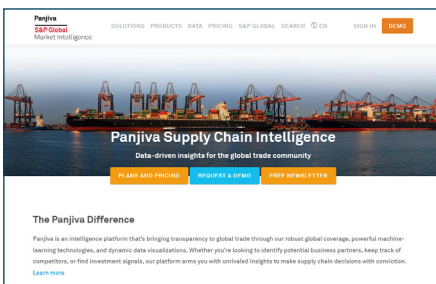 Panjiva
S&P Global
Market Intelligence
SOLUTIONS PRODUCTS DATA PRICING S&P GLOBAL SEARCH EN SIGN IN DEMO
Panjiva Supply Chain Intelligence
Data-driven insights for the global trade community
PLANS AND PRICING REQUEST A DEMO FREE NEWSLETTER
The Panjiva Difference
Panjiva is an intelligence platform that's bringing transparency to global trade through our robust global coverage, powerful machine-
learning technologies, and dynamic data visualizations. Whether you're looking to identify potential business partners, keep track of
competitors, or find investment signals, our platform arms you with unrivaled insights to make supply chain decisions with conviction.
Learn more